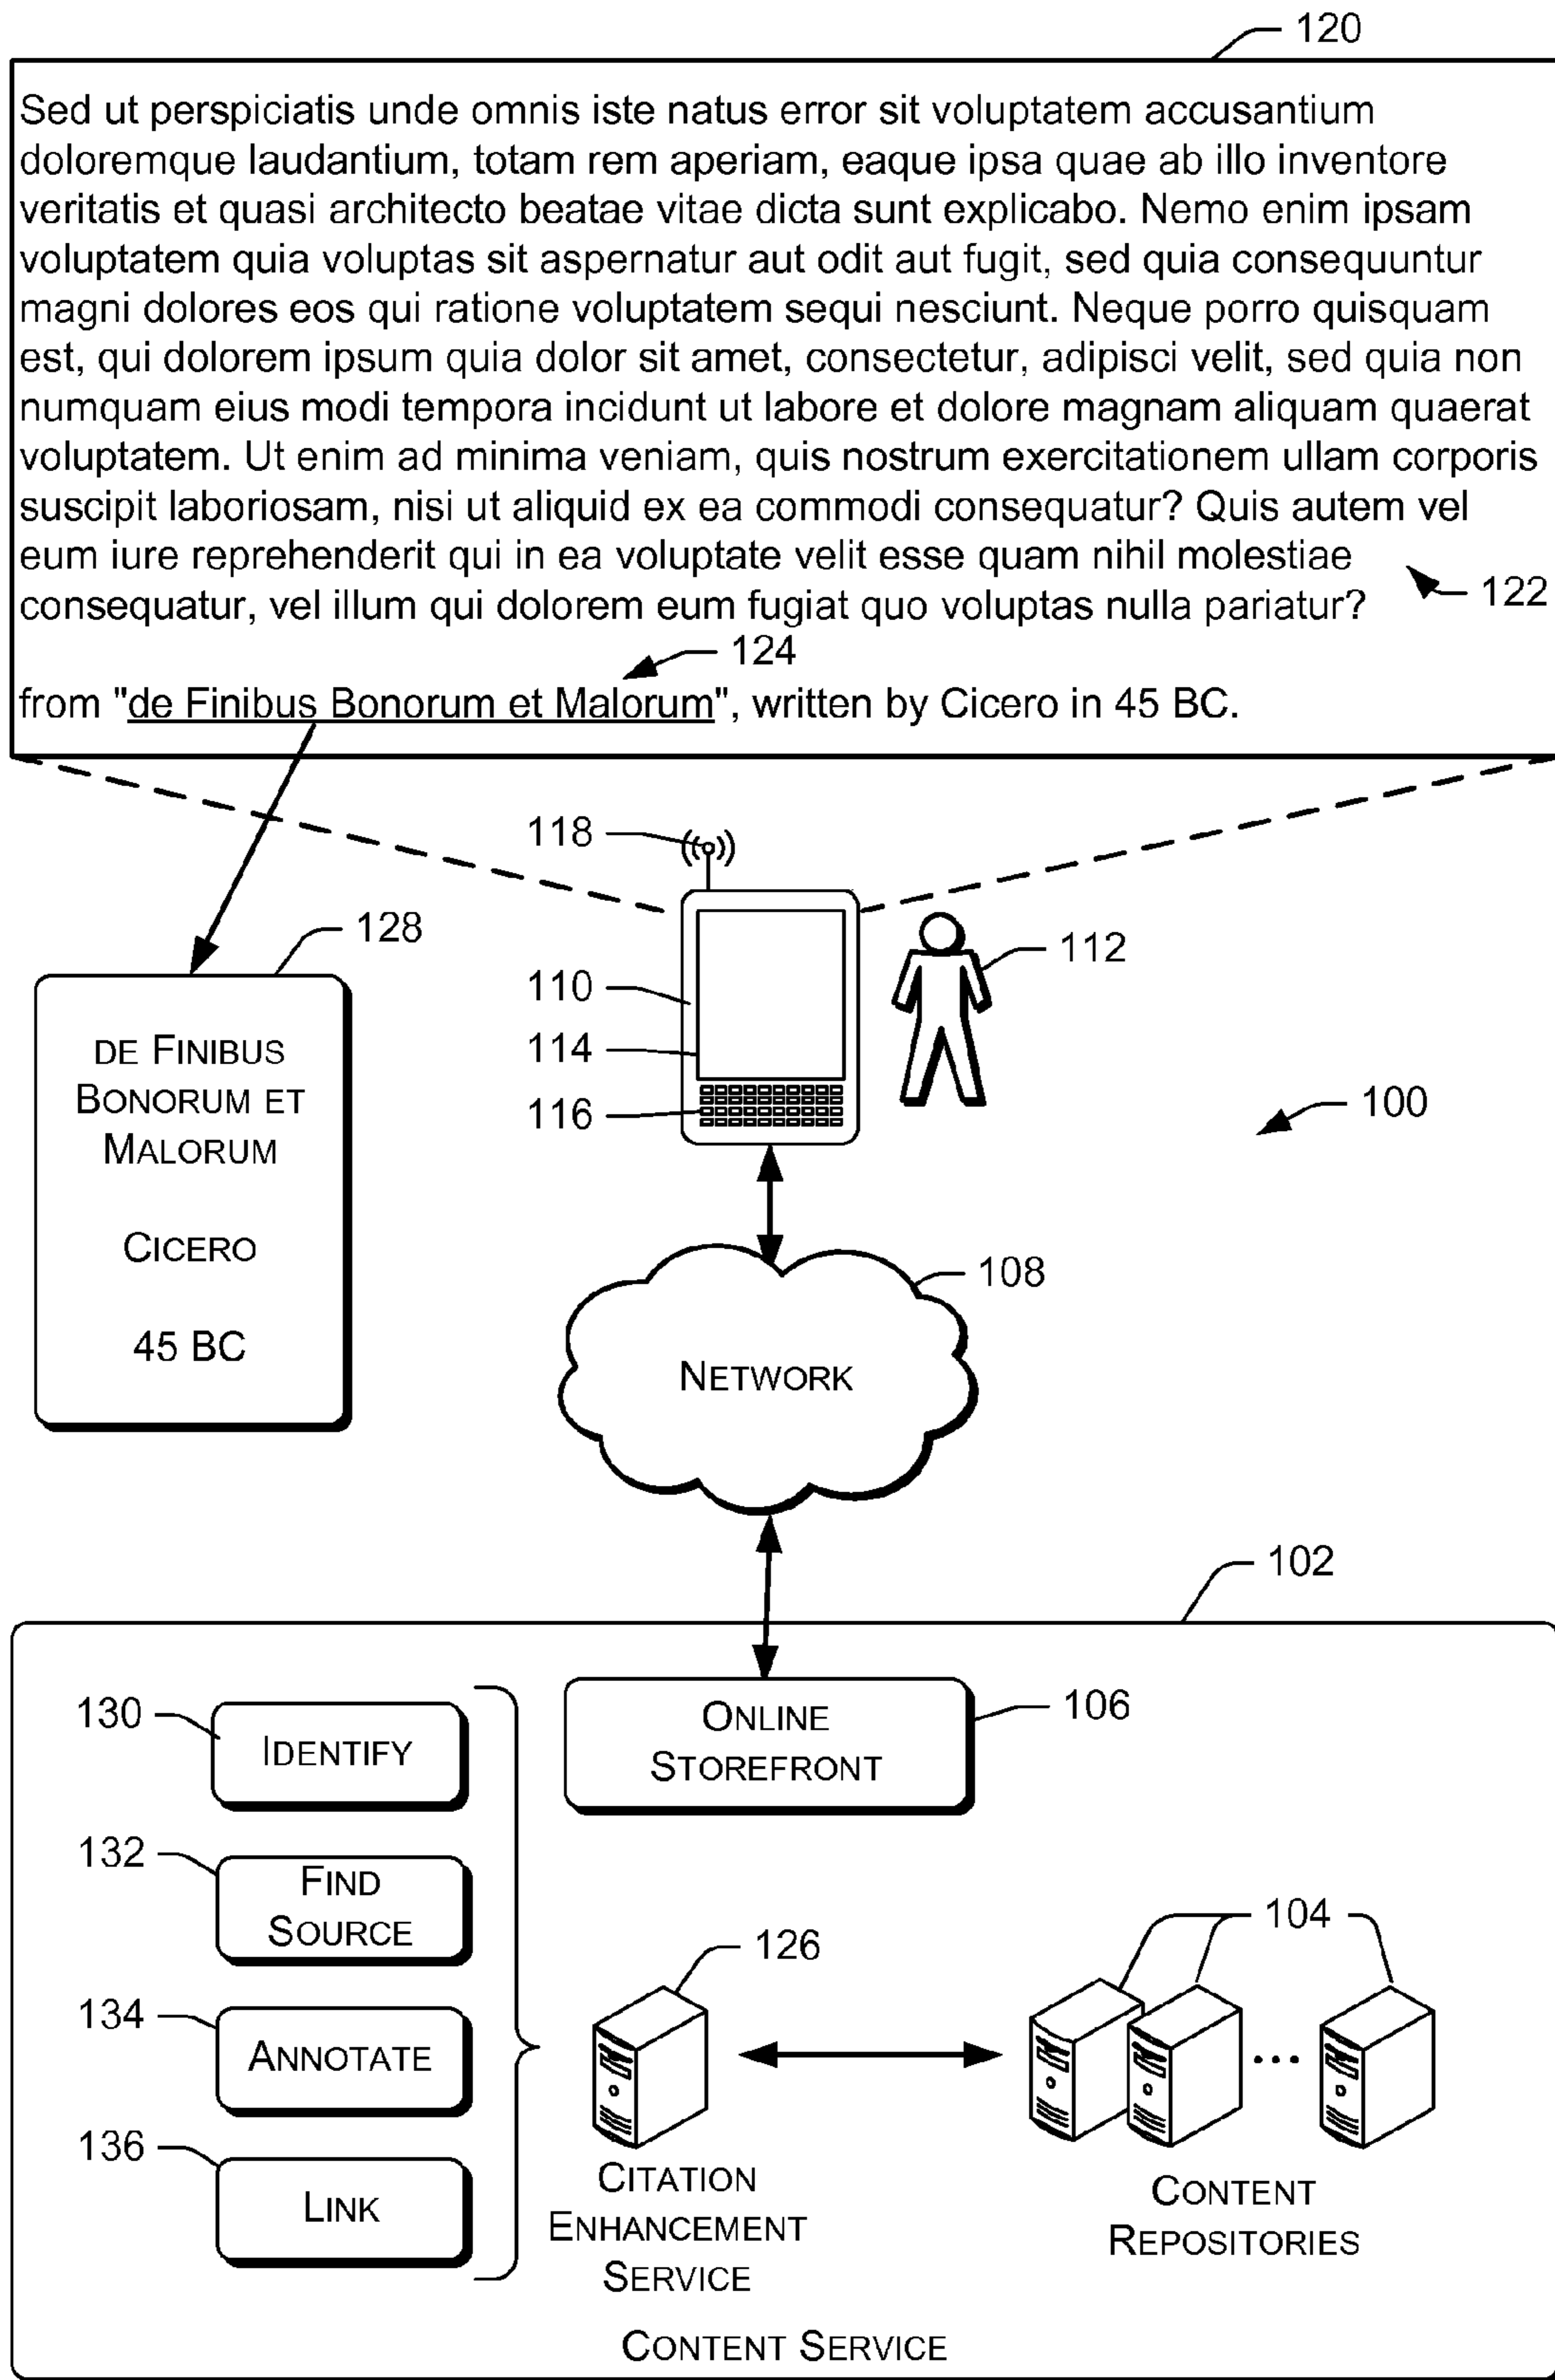 120
Sed ut perspiciatis unde omnis iste natus error sit voluptatem accusantium
doloremque laudantium, totam rem aperiam, eaque ipsa quae ab illo inventore
veritatis et quasi architecto beatae vitae dicta sunt explicabo. Nemo enim ipsam
voluptatem quia voluptas sit aspernatur aut odit aut fugit, sed quia consequuntur
magni dolores eos qui ratione voluptatem sequi nesciunt. Neque porro quisquam
est, qui dolorem ipsum quia dolor sit amet, consectetur, adipisci velit, sed quia non
numquam eius modi tempora incidunt ut labore et dolore magnam aliquam quaerat
voluptatem. Ut enim ad minima veniam, quis nostrum exercitationem ullam corporis
suscipit laboriosam, nisi ut aliquid ex ea commodi consequatur? Quis autem vel
eum iure reprehenderit qui in ea voluptate velit esse quam nihil molestiae
122
consequatur, vel illum qui dolorem eum fugiat quo voluptas nulla pariatur?
124
from "de Finibus Bonorum et Malorum", written by Cicero in 45 BC.
118
128
112
110
114
116
100
DE FINIBUS
BONORUM ET
MALORUM
CICERO
45 BC
108
NETWORK
102
ONLINE
STOREFRONT
106
130
IDENTIFY
132
FIND
SOURCE
134
ANNOTATE
136
LINK
126
CITATION
ENHANCEMENT
SERVICE
104
...
CONTENT
REPOSITORIES
CONTENT SERVICE